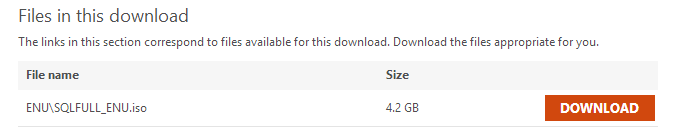 Files in this download
The links in this section correspond to files available for this download. Download the files appropriate for you.
File name Size
ENU\SQLFULL_ENU.iso 4.2 GB DOWNLOAD